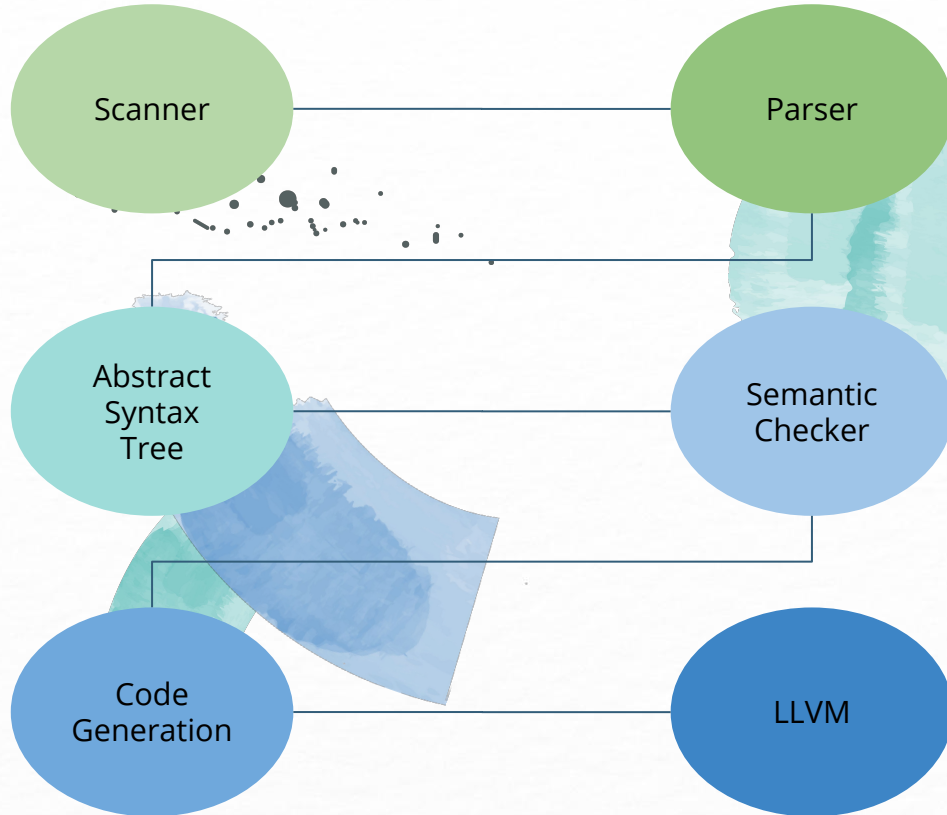 Scanner
Parser
Abstract
Syntax
Tree
Semantic
Checker
Code
Generation
LLVM